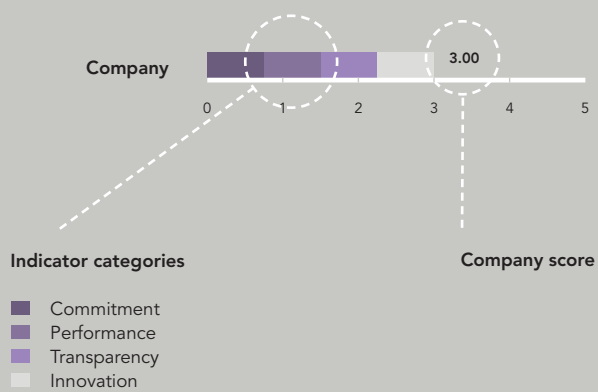 Company
3.00
0 1 2 3 4 5
Indicator categories
Company score
Commitment
Performance
Transparency
Innovation